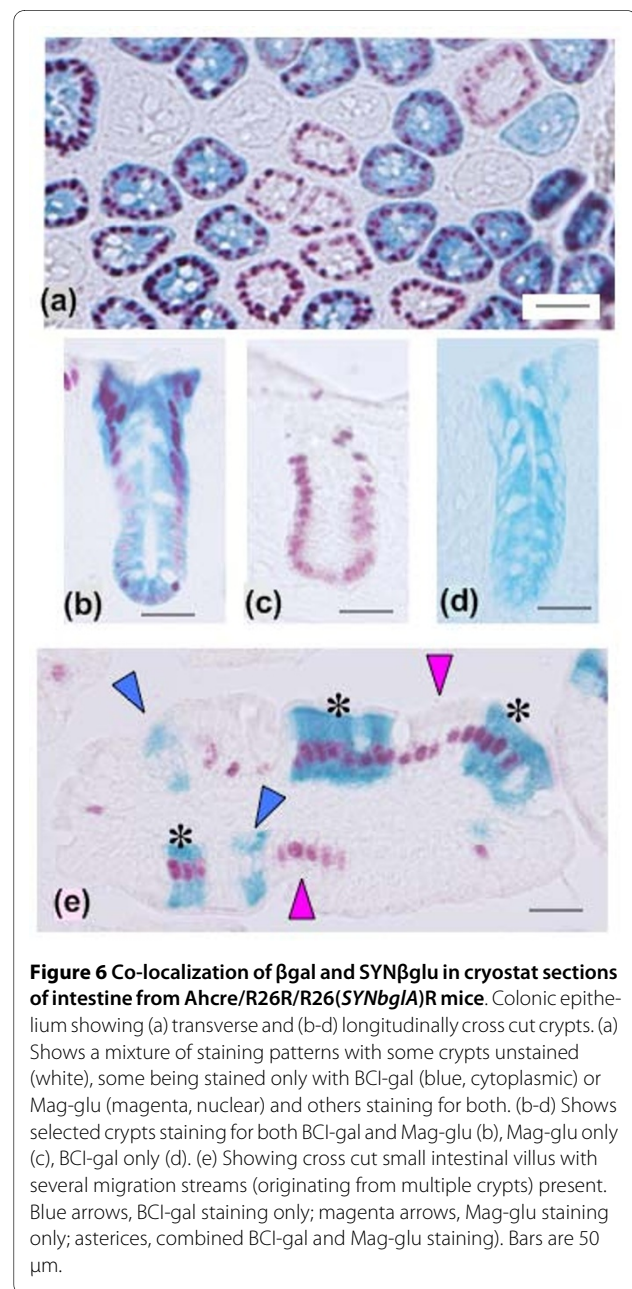 (a)
(b)
(c)
(d)
*
*
*
(e)
Figure 6 Co-localization of βgal and SYNβglu in cryostat sections
of intestine from Ahcre/R26R/R26(SYNbglA)R mice. Colonic epithe-
lium showing (a) transverse and (b-d) longitudinally cross cut crypts. (a)
Shows a mixture of staining patterns with some crypts unstained
(white), some being stained only with BCI-gal (blue, cytoplasmic) or
Mag-glu (magenta, nuclear) and others staining for both. (b-d) Shows
selected crypts staining for both BCI-gal and Mag-glu (b), Mag-glu only
(c), BCI-gal only (d). (e) Showing cross cut small intestinal villus with
several migration streams (originating from multiple crypts) present.
Blue arrows, BCI-gal staining only; magenta arrows, Mag-glu staining
only; asterices, combined BCI-gal and Mag-glu staining). Bars are 50
μm.